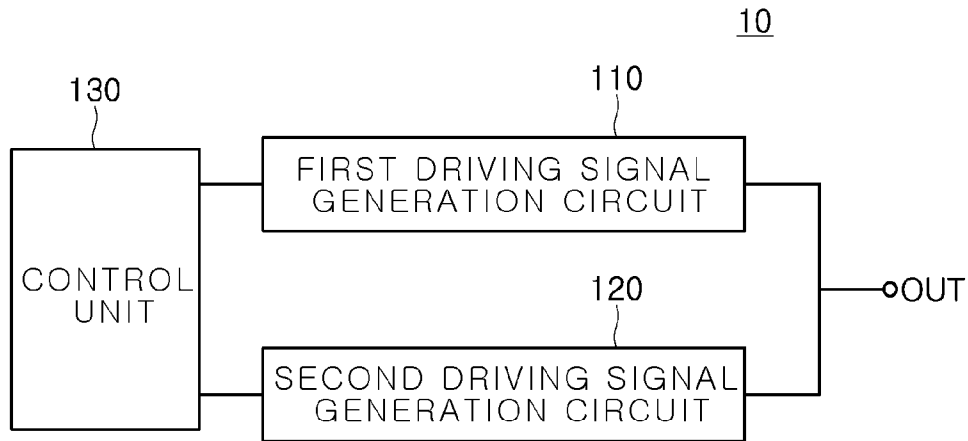 10
130
110
FIRST DRIVING SIGNAL
GENERATION CIRCUIT
CONTROL
UNIT
OUT
120
SECOND DRIVING SIGNAL
GENERATION CIRCUIT